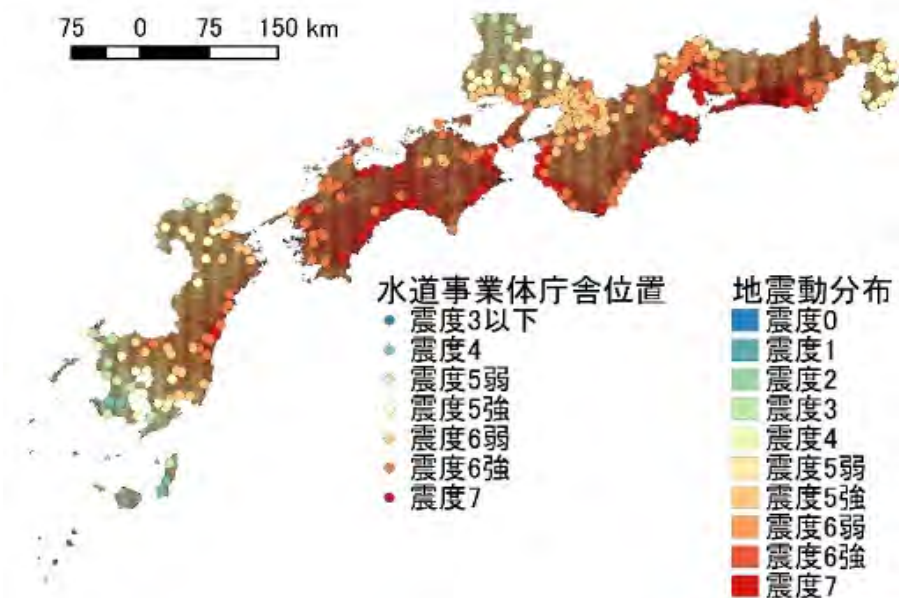 75 0 75 150 km
水道事業体庁舎位置
震度3以下
震度4
震度5弱
震度5強
震度6弱
震度6強
震度7
地震動分布
震度0
震度1
震度2
震度3
震度4
震度5弱
震度5強
震度6弱
震度6強
震度7